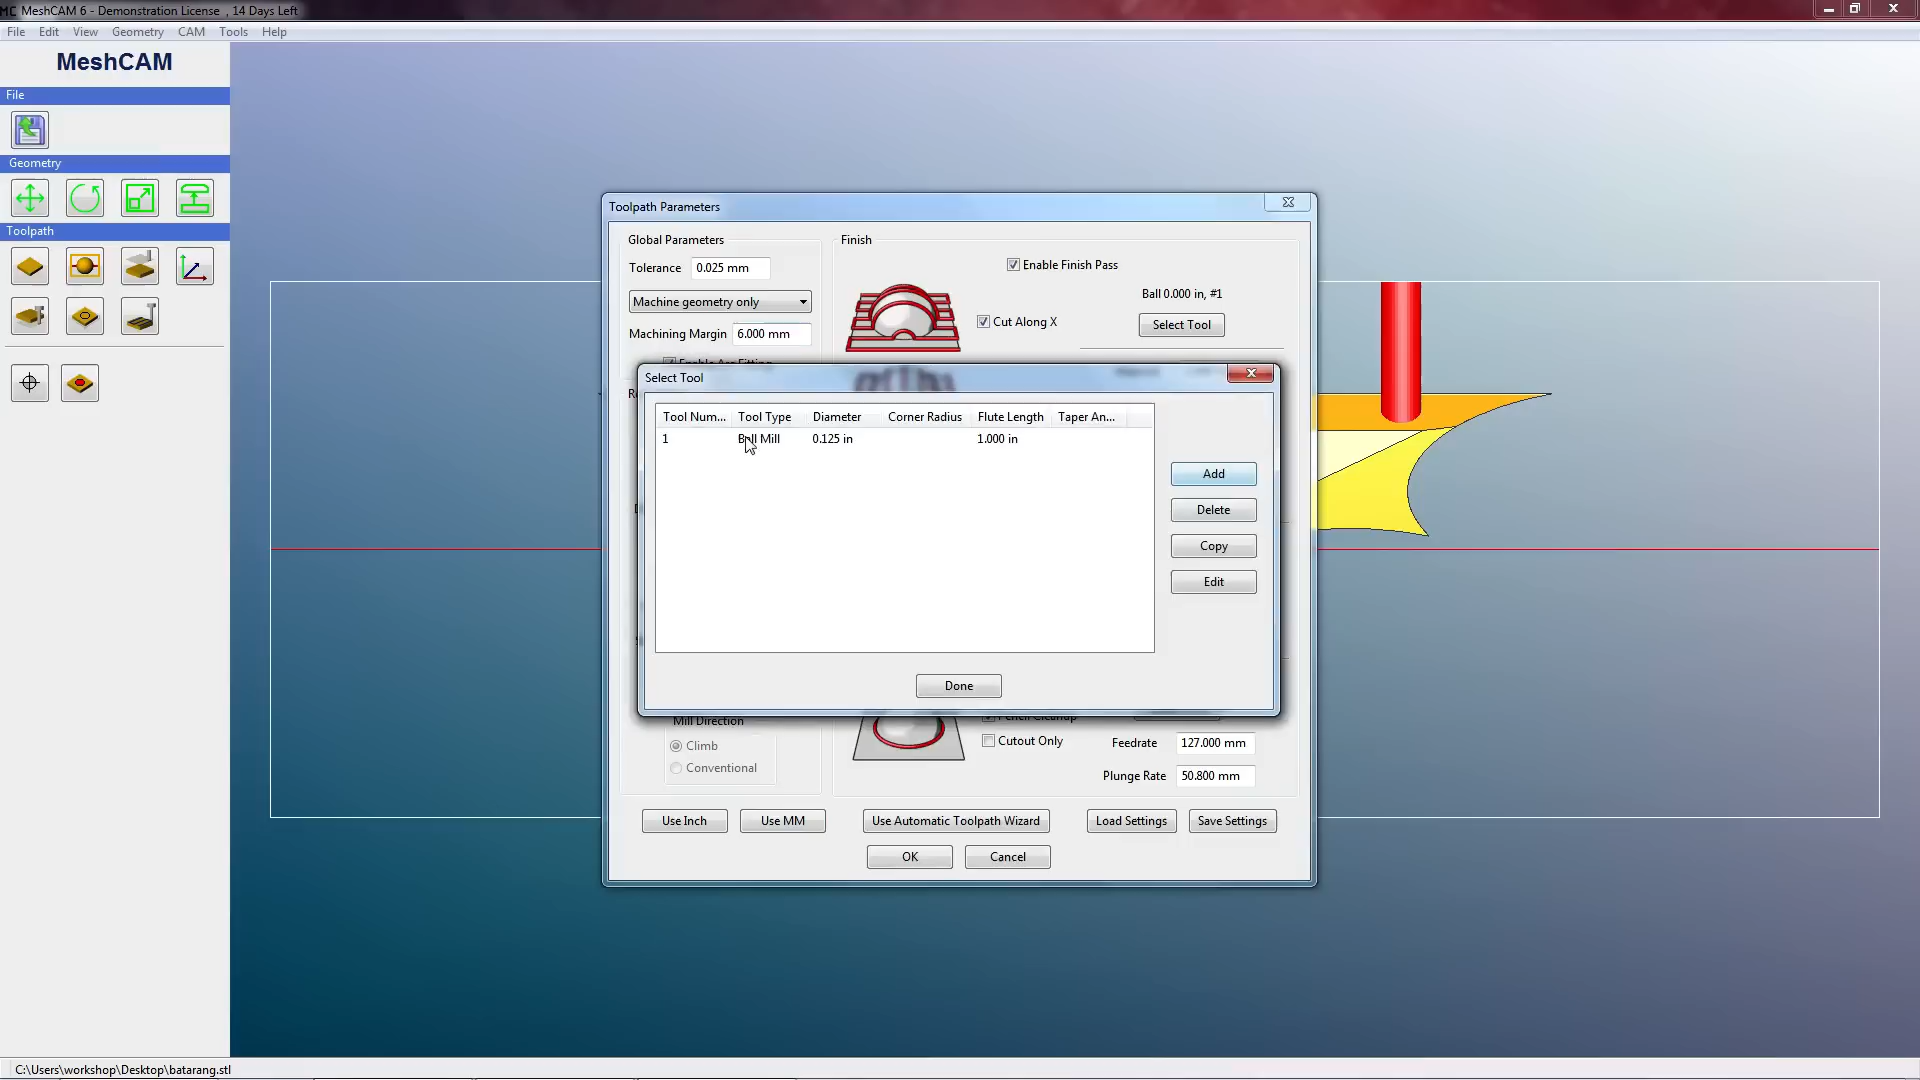 MC MeshCAM 6 - Demonstration License , 14 Days Left
File Edit View Geometry CAM Tools Help
MeshCAM
File
Geometry
Toolpath
Toolpath Parameters
Global Parameters
Tolerance 0.025 mm
Machine geometry only
Machining Margin 6.000 mm
Finish
Enable Finish Pass
Ball 0.000 in, #1
Cut Along X
Select Tool
Select Tool
Tool Num... Tool Type Diameter Corner Radius Flute Length Taper An...
1 Ball Mill 0.125 in 1.000 in
Add
Delete
Copy
Edit
Done
Mill Direction
Climb
Conventional
Pencil Cleanup
Cutout Only
Feedrate 127.000 mm
Plunge Rate 50.800 mm
Use Inch Use MM Use Automatic Toolpath Wizard Load Settings Save Settings
OK Cancel
C:\Users\workshop\Desktop\batarang.stl